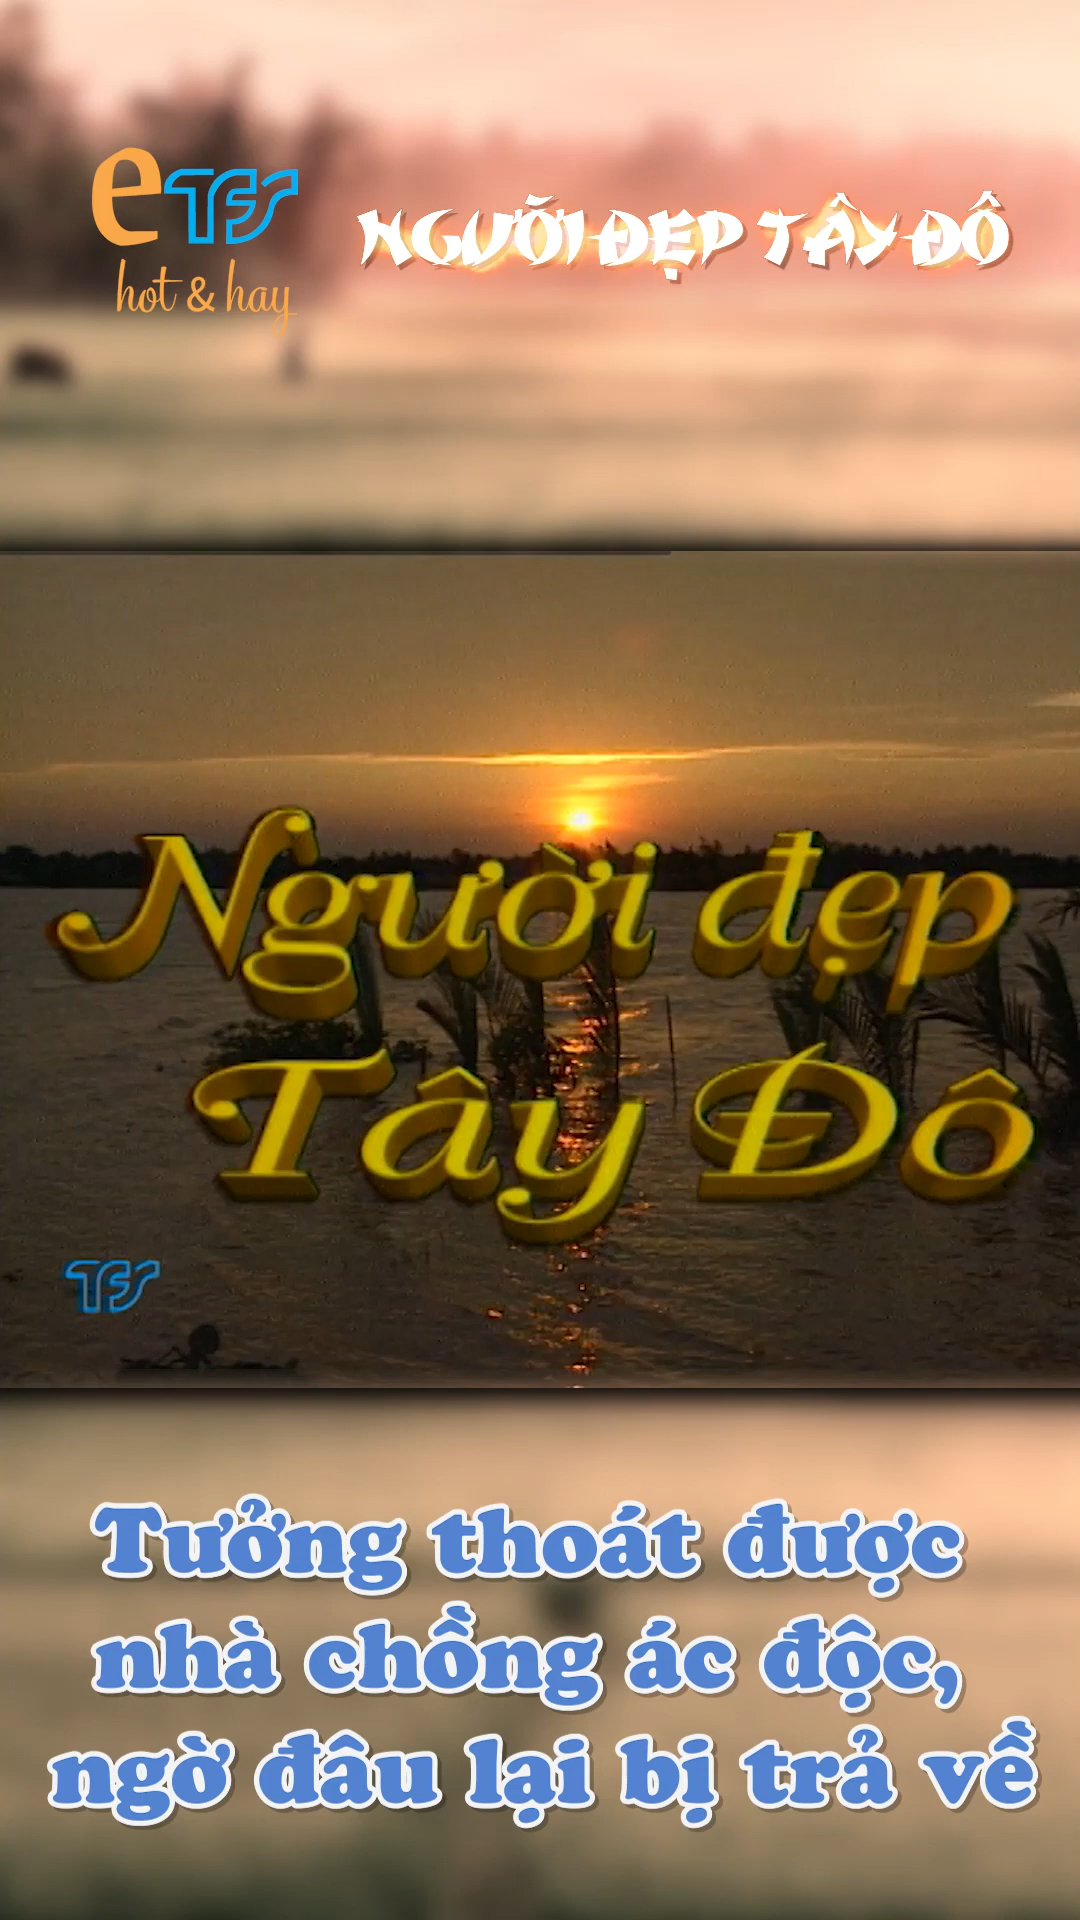 eTFS
hot & hay
NGƯỜI ĐẸP TÂY ĐÔ
Người đẹp
Tây Đô
TFS
Tưởng thoát được
nhà chồng ác độc,
ngờ đâu lại bị trả về